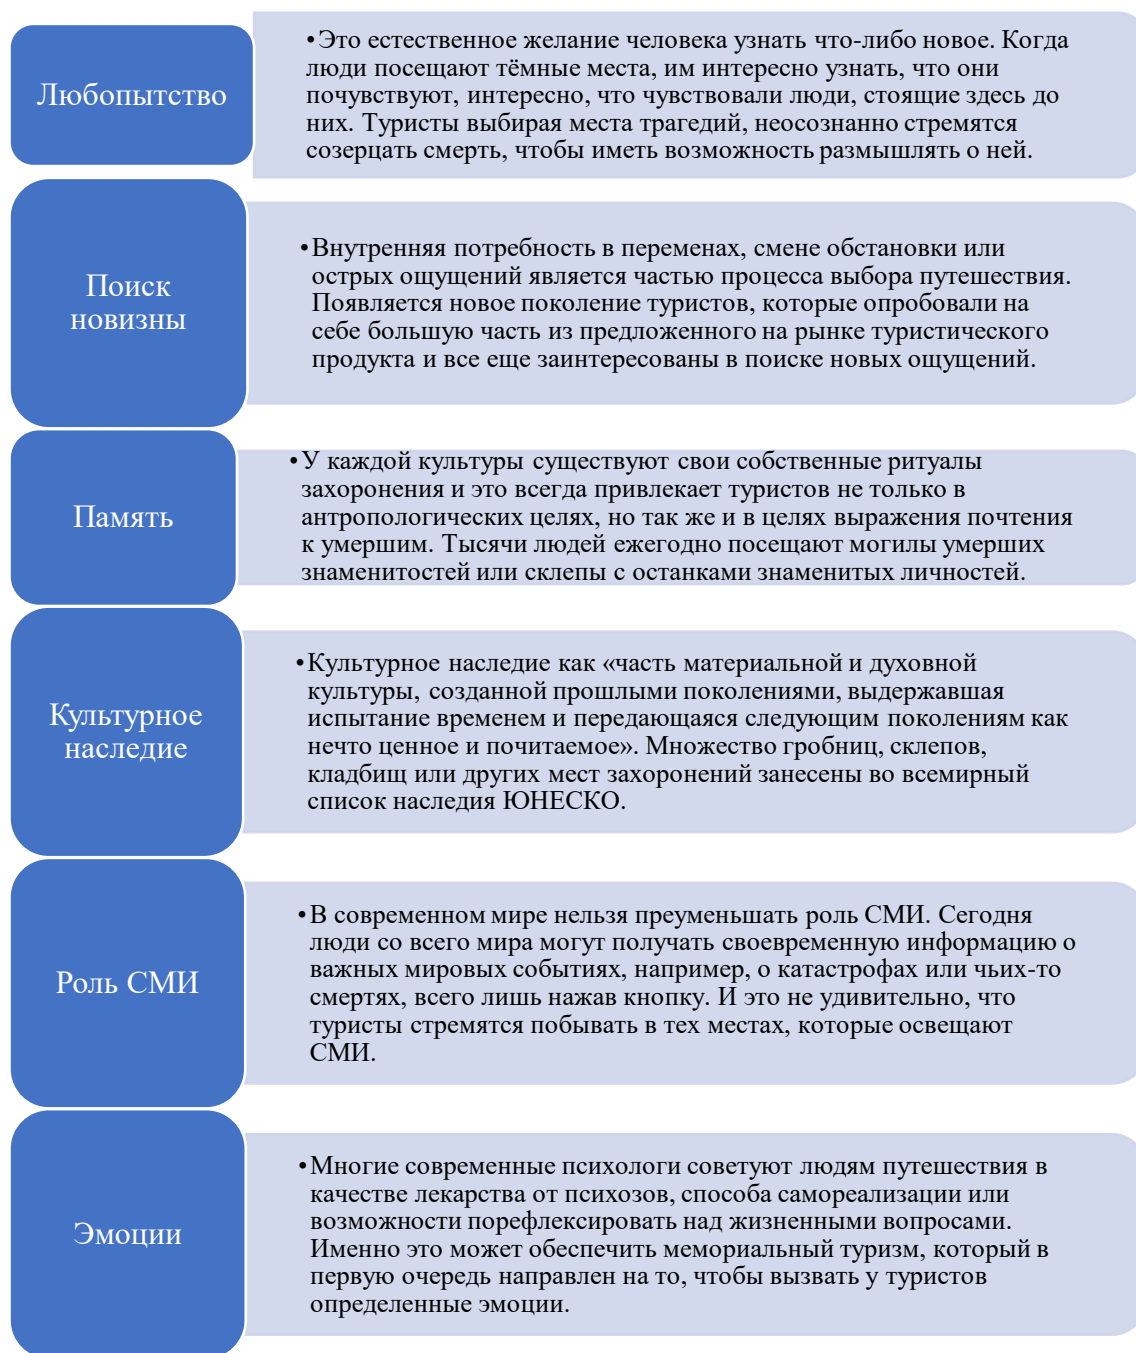 Любопытство
•Это естественное желание человека узнать что-либо новое. Когда
люди посещают тёмные места, им интересно узнать, что они
почувствуют, интересно, что чувствовали люди, стоящие здесь до
них. Туристы выбирая места трагедий, неосознанно стремятся
созерцать смерть, чтобы иметь возможность размышлять о ней.
Поиск
новизны
•Внутренняя потребность в переменах, смене обстановки или
острых ощущений является частью процесса выбора путешествия.
Появляется новое поколение туристов, которые опробовали на
себе большую часть из предложенного на рынке туристического
продукта и все еще заинтересованы в поиске новых ощущений.
Память
•У каждой культуры существуют свои собственные ритуалы
захоронения и это всегда привлекает туристов не только в
антропологических целях, но так же и в целях выражения почтения
к умершим. Тысячи людей ежегодно посещают могилы умерших
знаменитостей или склепы с останками знаменитых личностей.
Культурное
наследие
•Культурное наследие как «часть материальной и духовной
культуры, созданной прошлыми поколениями, выдержавшая
испытание временем и передающаяся следующим поколениям как
нечто ценное и почитаемое». Множество гробниц, склепов,
кладбищ или других мест захоронений занесены во всемирный
список наследия ЮНЕСКО.
Роль СМИ
•В современном мире нельзя преуменьшать роль СМИ. Сегодня
люди со всего мира могут получать своевременную информацию о
важных мировых событиях, например, о катастрофах или чьих-то
смертях, всего лишь нажав кнопку. И это не удивительно, что
туристы стремятся побывать в тех местах, которые освещают
СМИ.
Эмоции
•Многие современные психологи советуют людям путешествия в
качестве лекарства от психозов, способа самореализации или
возможности порефлексировать над жизненными вопросами.
Именно это может обеспечить мемориальный туризм, который в
первую очередь направлен на то, чтобы вызвать у туристов
определенные эмоции.